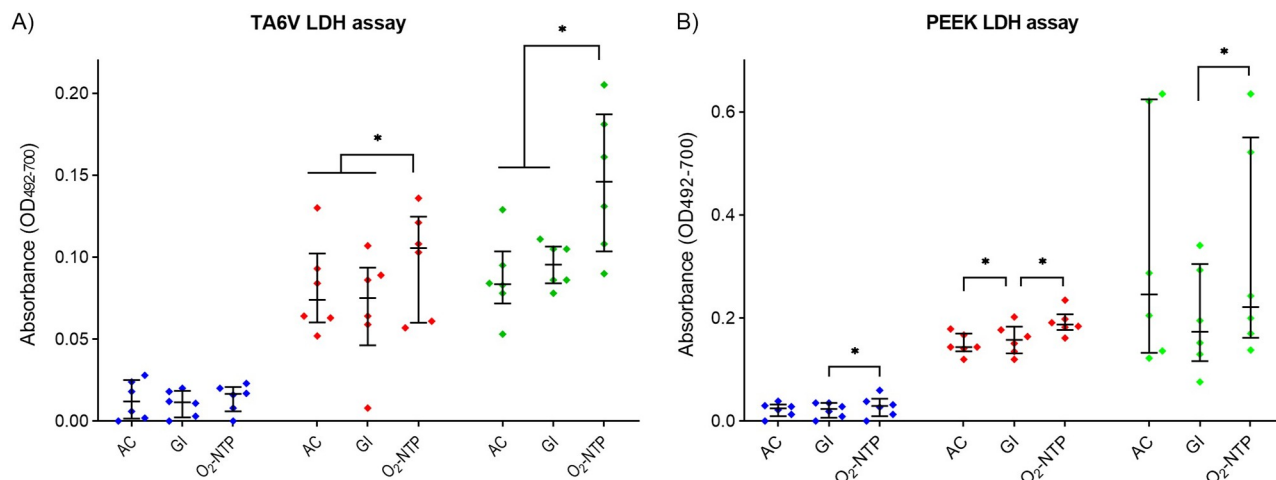 A)
TA6V LDH assay
*
*
0.20
0.15
0.10
0.05
0.00
Absorbance (OD492-700)
AC
GI
O2-NTP
AC
GI
O2-NTP
AC
GI
O2-NTP
B)
PEEK LDH assay
*
*
*
*
0.6
0.4
0.2
0.0
Absorbance (OD492-700)
AC
GI
O2-NTP
AC
GI
O2-NTP
AC
GI
O2-NTP